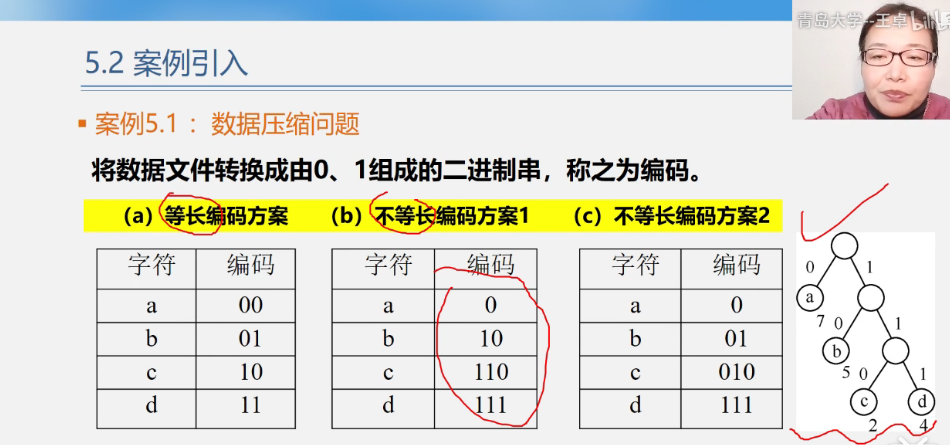 青岛大学--王卓
5.2 案例引入
▪ 案例5.1 ：数据压缩问题
将数据文件转换成由0、1组成的二进制串，称之为编码。
（a）等长编码方案 （b）不等长编码方案1 （c）不等长编码方案2
字符 编码
a 00
b 01
c 10
d 11
字符 编码
a 0
b 10
c 110
d 111
字符 编码
a 0
b 01
c 010
d 111
0 1
a
7 0 1
b
5 0 1
c d
2 4